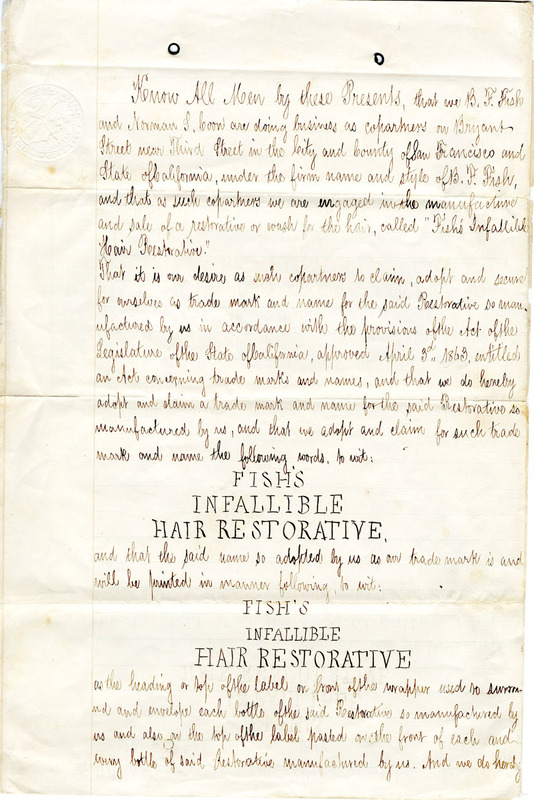 Know All Men by these Presents, that we B. F. Fish
and Norman S. Coon are doing business as copartners on Bryant
Street near Third Street in the City and County of San Francisco and
State of California, under the firm name and style of B. F. Fish,
and that as such copartners we are engaged in the manufacture
and sale of a restorative or wash for the hair, called "Fish's Infallible
Hair Restorative."
That it is our desire as such copartners to claim, adopt and secure
for ourselves as trade mark and name for the said Restorative so man-
ufactured by us in accordance with the provisions of the Act of the
Legislature of the State of California, approved April 3rd, 1863, entitled
an Act concerning trade marks and names, and that we do hereby
adopt and claim a trade mark and name for the said Restorative so
manufactured by us, and that we adopt and claim for such trade
mark and name the following words, to wit:
FISH'S
INFALLIBLE
HAIR RESTORATIVE,
and that the said name so adopted by us as our trade mark is and
will be printed in manner following, to wit:
FISH'S
INFALLIBLE
HAIR RESTORATIVE
as the heading or top of the label or front of the wrapper used to surrou-
nd and envelope each bottle of the said Restorative so manufactured by
us and also on the top of the label pasted on the front of each and
every bottle of said Restorative manufactured by us. And we do hereby